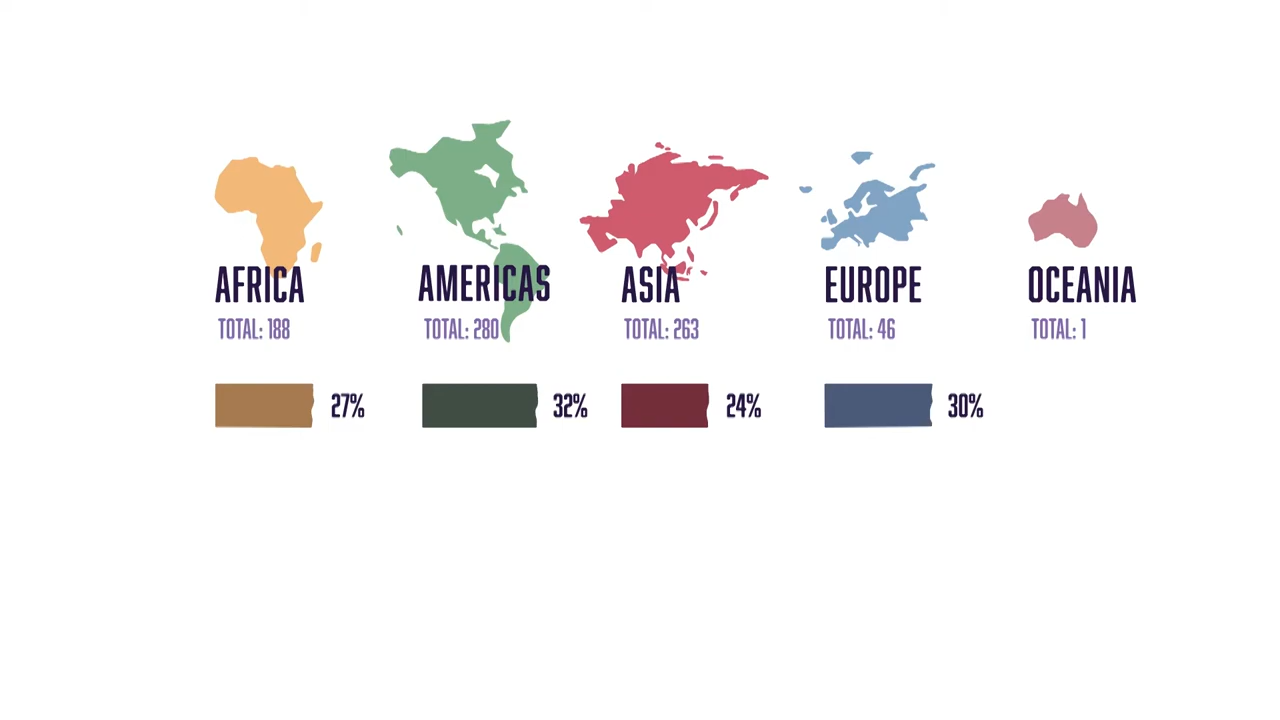 AFRICA
TOTAL: 188
27%
AMERICAS
TOTAL: 280
32%
ASIA
TOTAL: 263
24%
EUROPE
TOTAL: 46
30%
OCEANIA
TOTAL: 1